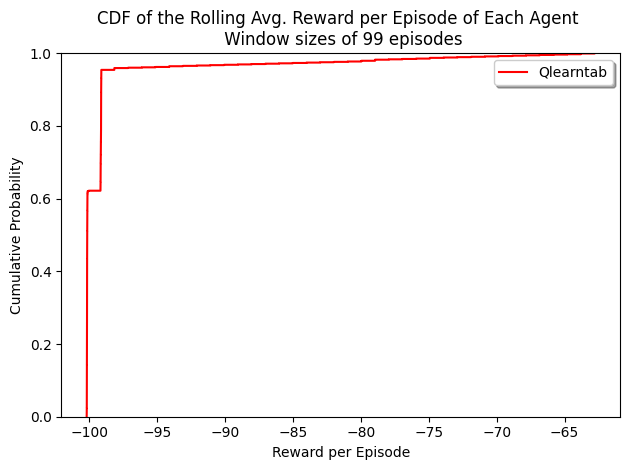 CDF of the Rolling Avg. Reward per Episode of Each Agent
Window sizes of 99 episodes
Qlearntab
1.0
0.8
0.6
0.4
0.2
0.0
Cumulative Probability
−100
−95
−90
−85
−80
−75
−70
−65
Reward per Episode